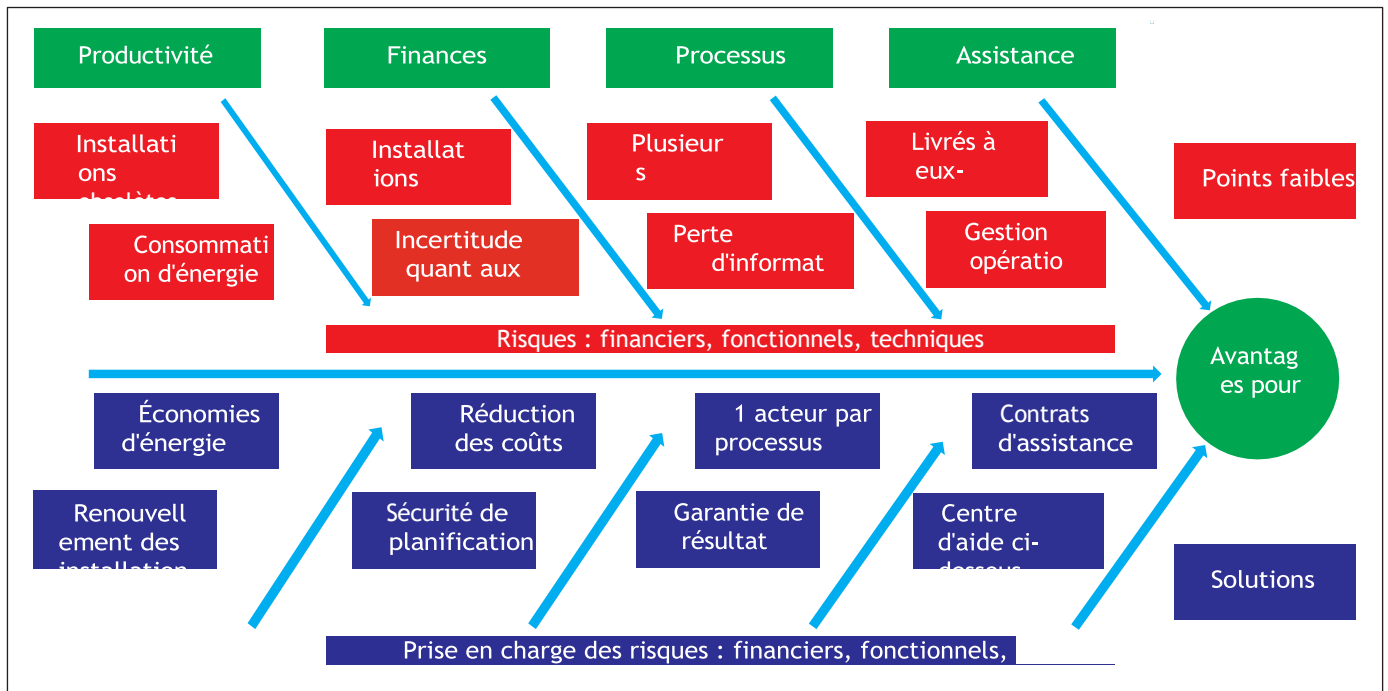 Productivité
Finances
Processus
Assistance
Installati
ons
obsolètes
Installat
ions
Plusieur
s
Livrés à
eux-
Points faibles
Consommati
on d'énergie
Incertitude
quant aux
Perte
d'informat
Gestion
opératio
Risques : financiers, fonctionnels, techniques
Avantag
es pour
Économies
d'énergie
Réduction
des coûts
1 acteur par
processus
Contrats
d'assistance
Renouvell
ement des
installation
Sécurité de
planification
Garantie de
résultat
Centre
d'aide ci-
dessous
Solutions
Prise en charge des risques : financiers, fonctionnels,